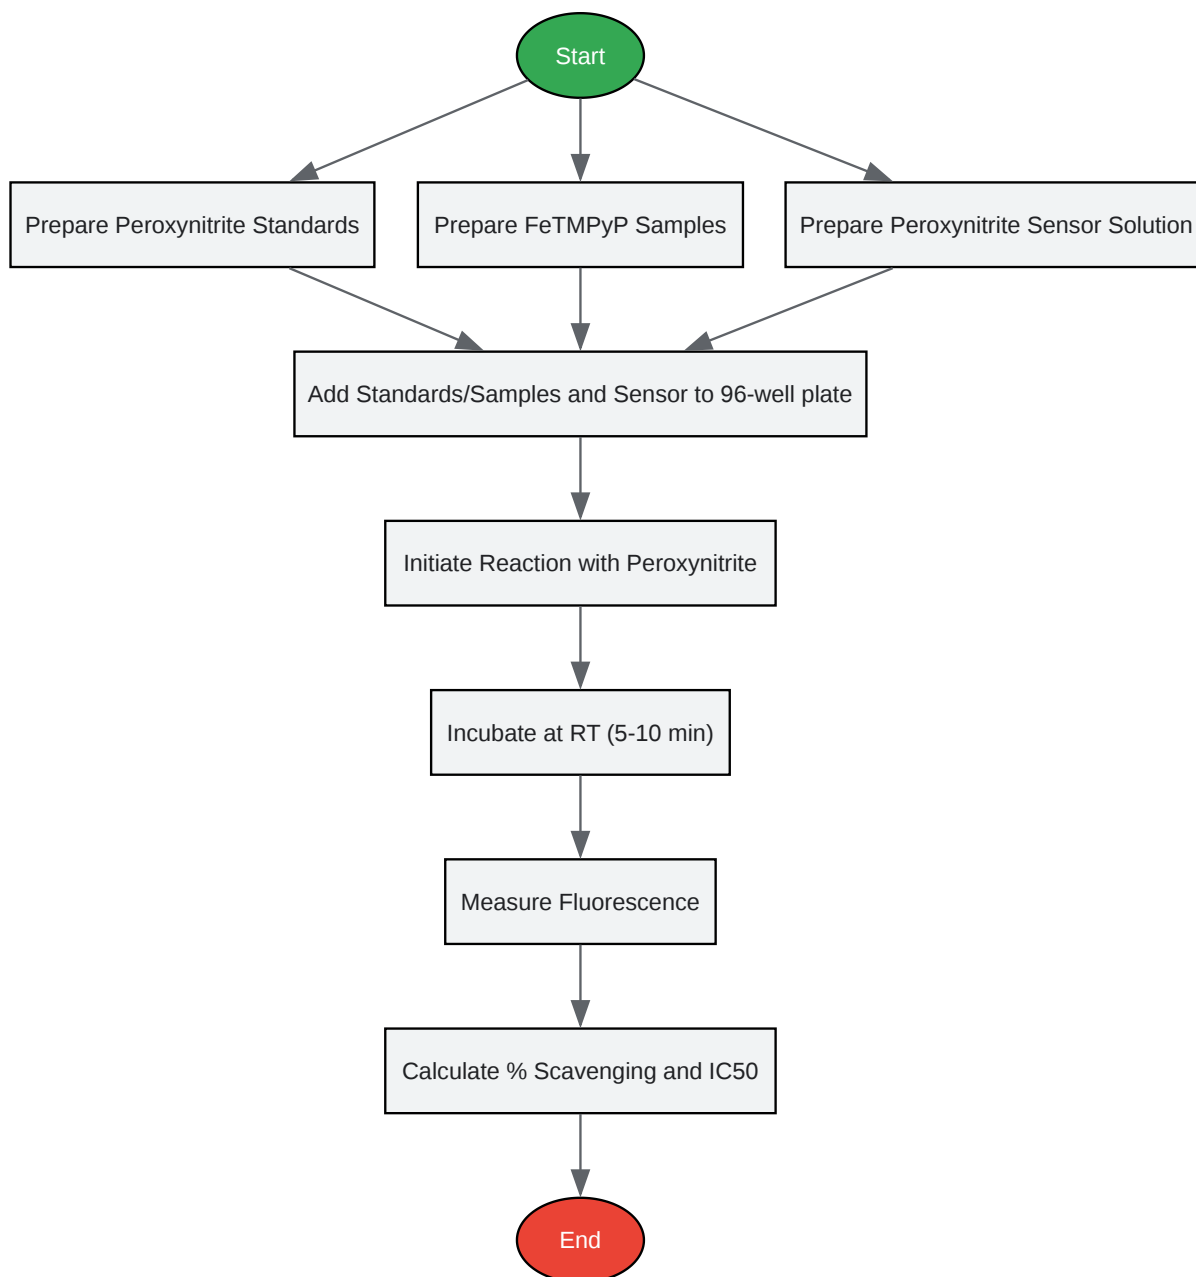 Start
Prepare Peroxynitrite Standards
Prepare FeTMPyP Samples
Prepare Peroxynitrite Sensor Solution
Add Standards/Samples and Sensor to 96-well plate
Initiate Reaction with Peroxynitrite
Incubate at RT (5-10 min)
Measure Fluorescence
Calculate % Scavenging and IC50
End